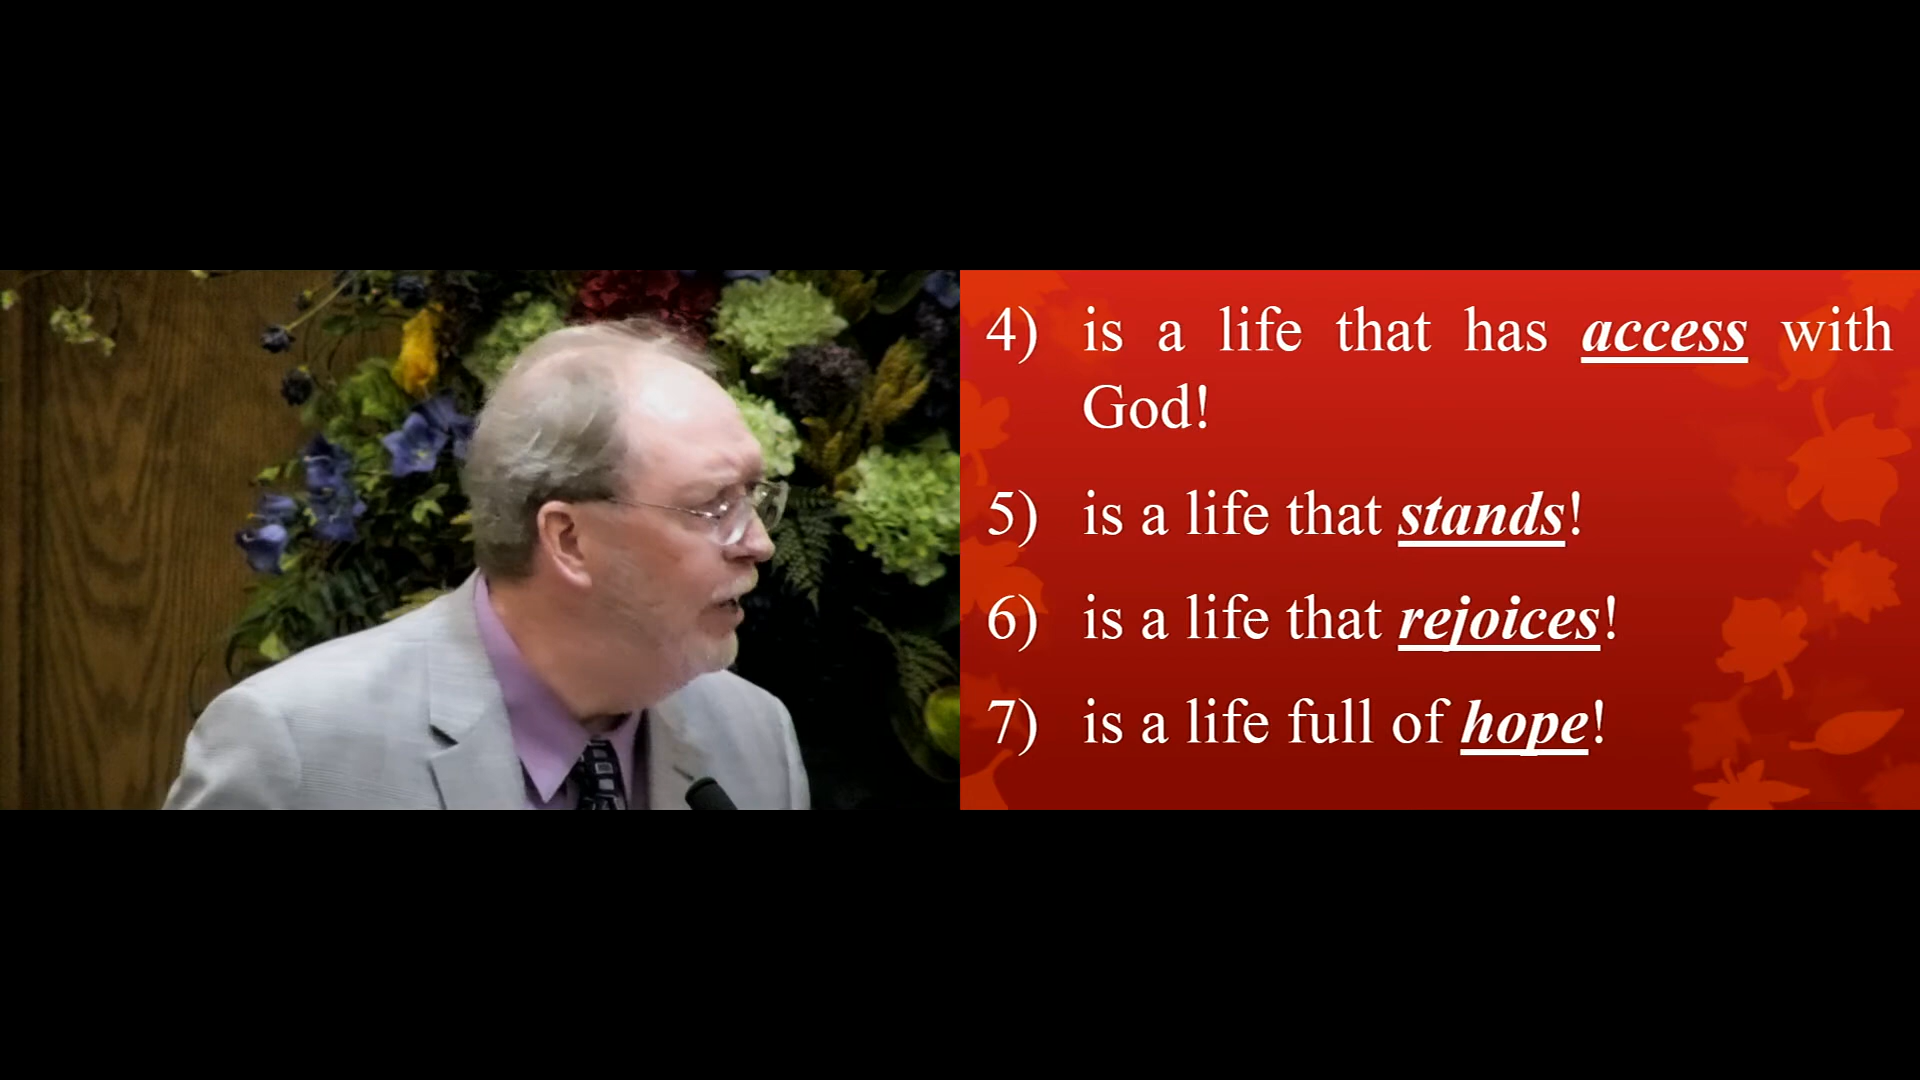 4) is a life that has access with
God!
5) is a life that stands!
6) is a life that rejoices!
7) is a life full of hope!